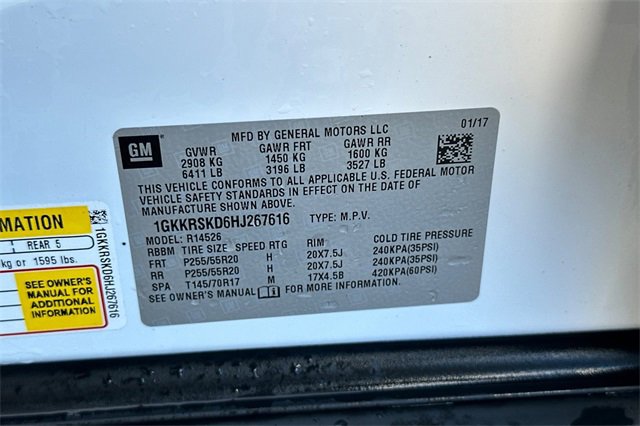 GM
MFD BY GENERAL MOTORS LLC
01/17
GVWR GAWR FRT GAWR RR
2908 KG 1450 KG 1600 KG
6411 LB 3196 LB 3527 LB
THIS VEHICLE CONFORMS TO ALL APPLICABLE U.S. FEDERAL MOTOR
VEHICLE SAFETY STANDARDS IN EFFECT ON THE DATE OF
MANUFACTURE SHOWN ABOVE.
1GKKRSKD6HJ267616 TYPE: M.P.V.
MODEL: R14526
RBBM TIRE SIZE SPEED RTG RIM COLD TIRE PRESSURE
FRT P255/55R20 H 20X7.5J 240KPA(35PSI)
RR P255/55R20 H 20X7.5J 240KPA(35PSI)
SPA T145/70R17 M 17X4.5B 420KPA(60PSI)
SEE OWNER'S MANUAL FOR MORE INFORMATION.
REAR 5
kg or 1595 lbs.
SEE OWNER'S
MANUAL FOR
ADDITIONAL
INFORMATION
1GKKRSKD6HJ267616